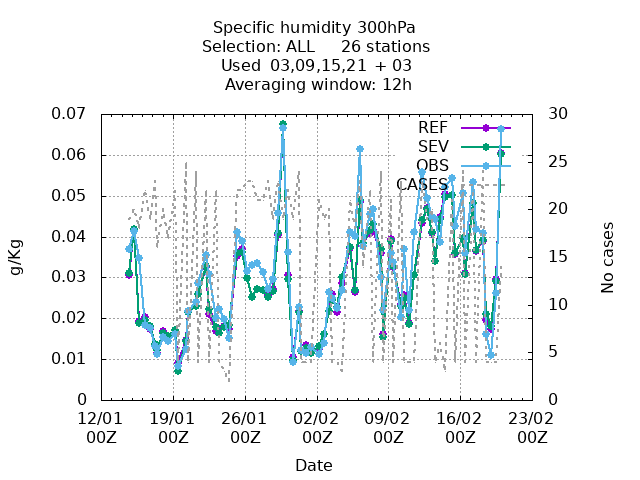 Specific humidity 300hPa
Selection: ALL 26 stations
Used 03,09,15,21 + 03
Averaging window: 12h
0.07
0.06
0.05
0.04
0.03
0.02
0.01
0
30
25
20
15
10
5
0
g/Kg
No cases
REF
SEV
OBS
CASES
12/01 19/01 26/01 02/02 09/02 16/02 23/02
00Z 00Z 00Z 00Z 00Z 00Z 00Z
Date